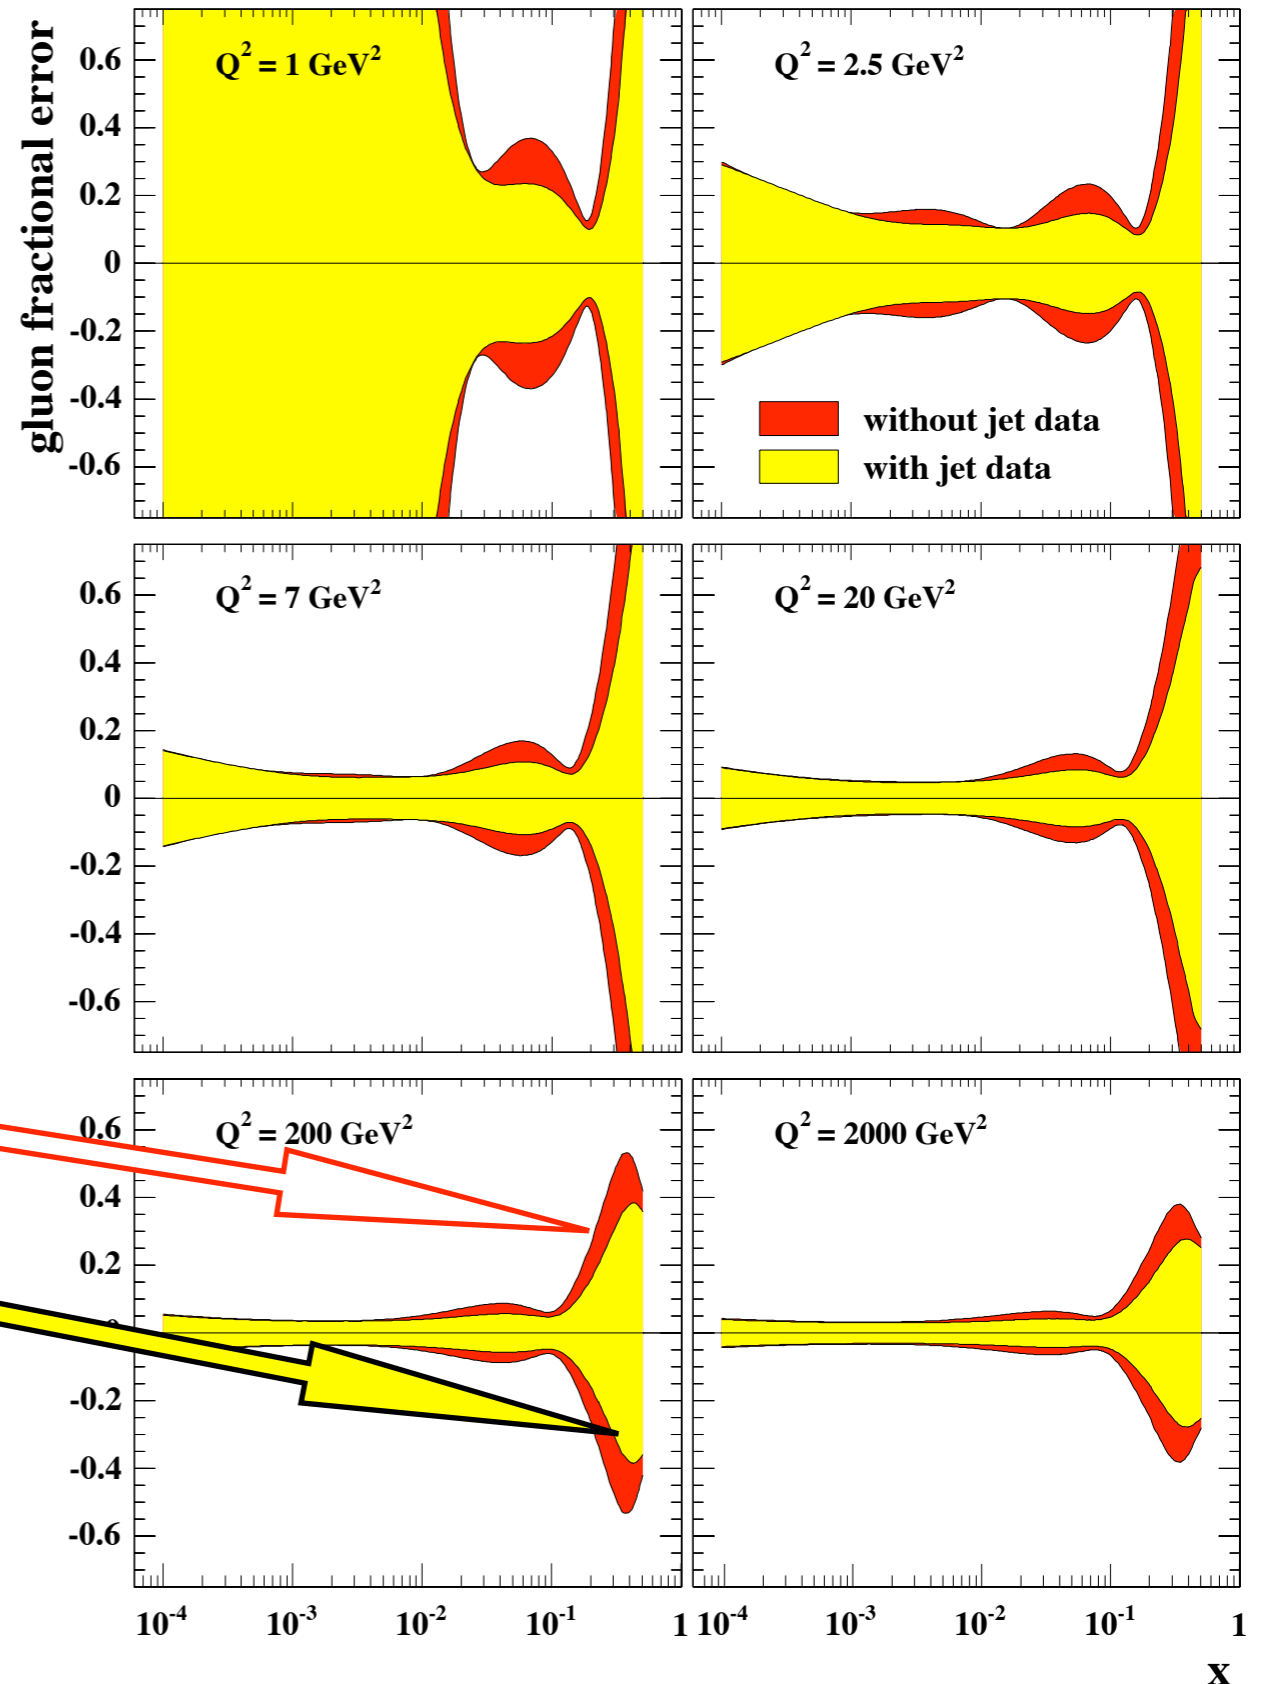 gluon fractional error
Q² = 1 GeV²
Q² = 2.5 GeV²
0.6
0.4
0.2
0
-0.2
-0.4
-0.6
without jet data
with jet data
Q² = 7 GeV²
Q² = 20 GeV²
0.6
0.4
0.2
0
-0.2
-0.4
-0.6
Q² = 200 GeV²
Q² = 2000 GeV²
0.6
0.4
0.2
-0.2
-0.4
-0.6
10⁻⁴ 10⁻³ 10⁻² 10⁻¹ 1 10⁻⁴ 10⁻³ 10⁻² 10⁻¹ 1
x